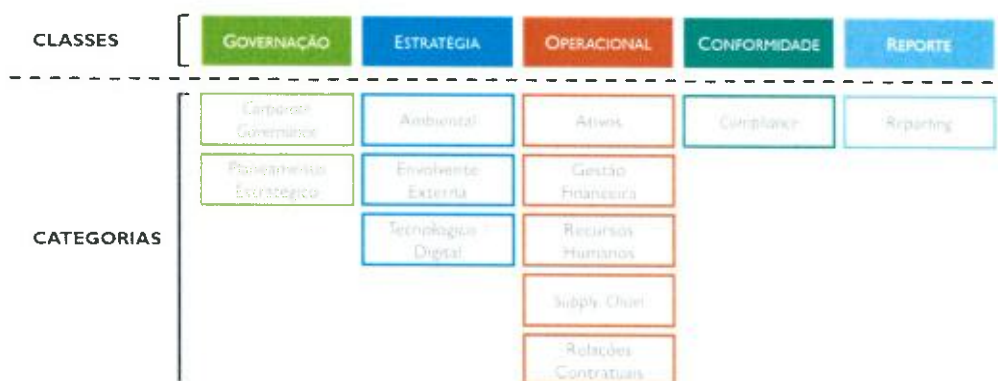 CLASSES
GOVERNAÇÃO
ESTRATÉGIA
OPERACIONAL
CONFORMIDADE
REPORTE
CATEGORIAS
Corporate
Governance
Planeamento
Estratégico
Ambiental
Envolvente
Externa
Tecnológico
Digital
Ativos
Gestão
Financeira
Recursos
Humanos
Supply Chain
Relações
Contratuais
Compliance
Reporting